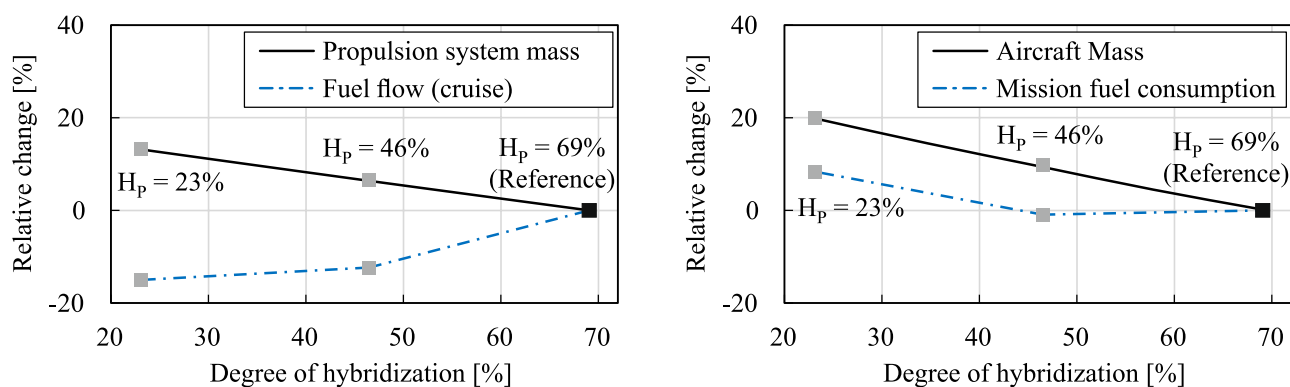 40
20
0
-20
Relative change [%]
Propulsion system mass
Fuel flow (cruise)
H_P = 23%
H_P = 46%
H_P = 69%
(Reference)
20 30 40 50 60 70
Degree of hybridization [%]
40
20
0
-20
Relative change [%]
Aircraft Mass
Mission fuel consumption
H_P = 23%
H_P = 46%
H_P = 69%
(Reference)
20 30 40 50 60 70
Degree of hybridization [%]